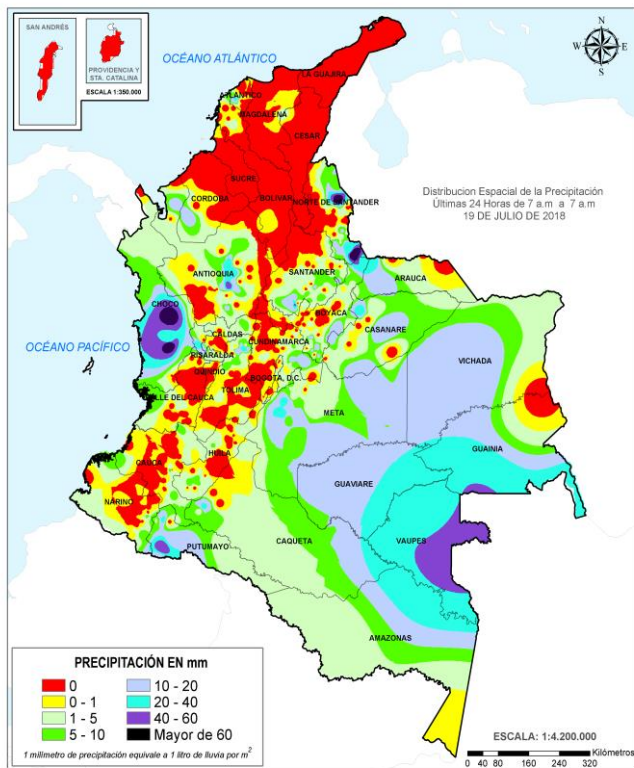 SAN ANDRÉS
PROVIDENCIA Y
STA. CATALINA
ESCALA 1:350.000
OCÉANO ATLÁNTICO
N
W
E
S
LA GUAJIRA
ATLANTICO
MAGDALENA
CESAR
SUCRE
CORDOBA
BOLIVAR
NORTE DE SANTANDER
Distribucion Espacial de la Precipitación
Últimas 24 Horas de 7 a.m a 7 a.m
19 DE JULIO DE 2018
ANTIOQUIA
SANTANDER
ARAUCA
CHOCO
BOYACA
CALDAS
CASANARE
CUNDINAMARCA
OCÉANO PACÍFICO
RISARALDA
VICHADA
QUINDIO
BOGOTA, D.C.
TOLIMA
VALLE DEL CAUCA
META
HUILA
GUAINIA
CAUCA
GUAVIARE
NARIÑO
VAUPES
PUTUMAYO
CAQUETA
AMAZONAS
PRECIPITACIÓN EN mm
0
10 - 20
0 - 1
20 - 40
1 - 5
40 - 60
5 - 10
Mayor de 60
1 milímetro de precipitación equivale a 1 litro de lluvia por m²
ESCALA: 1:4.200.000
Kilómetros
0 40 80 160 240 320